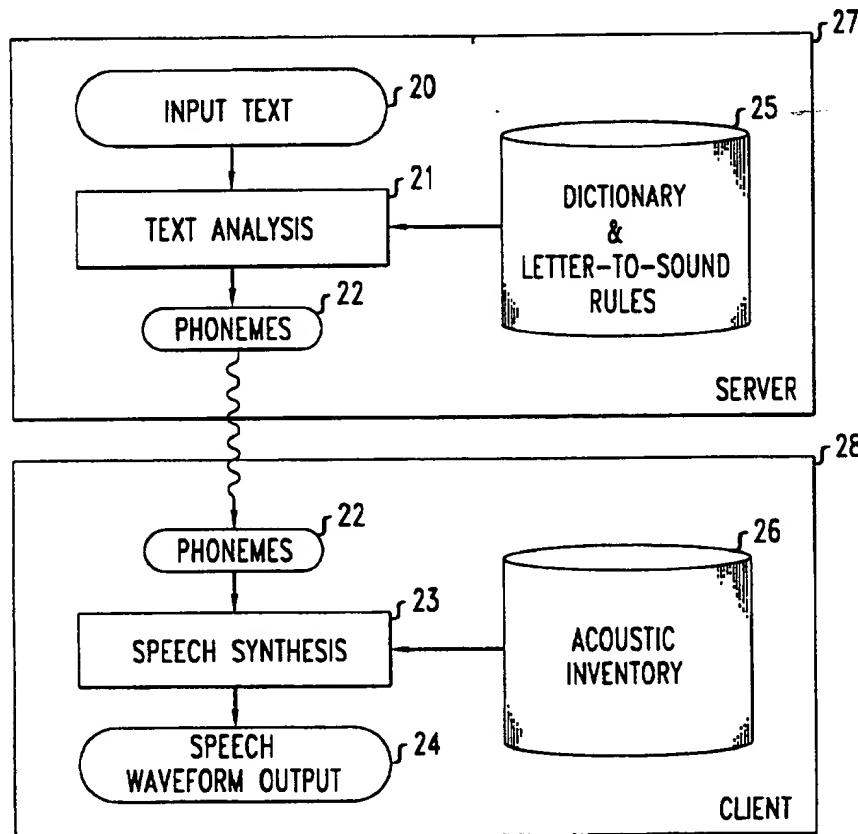 27
INPUT TEXT
20
25
21
TEXT ANALYSIS
DICTIONARY
&
LETTER-TO-SOUND
RULES
22
PHONEMES
SERVER
28
22
PHONEMES
26
23
SPEECH SYNTHESIS
ACOUSTIC
INVENTORY
SPEECH
WAVEFORM OUTPUT
24
CLIENT